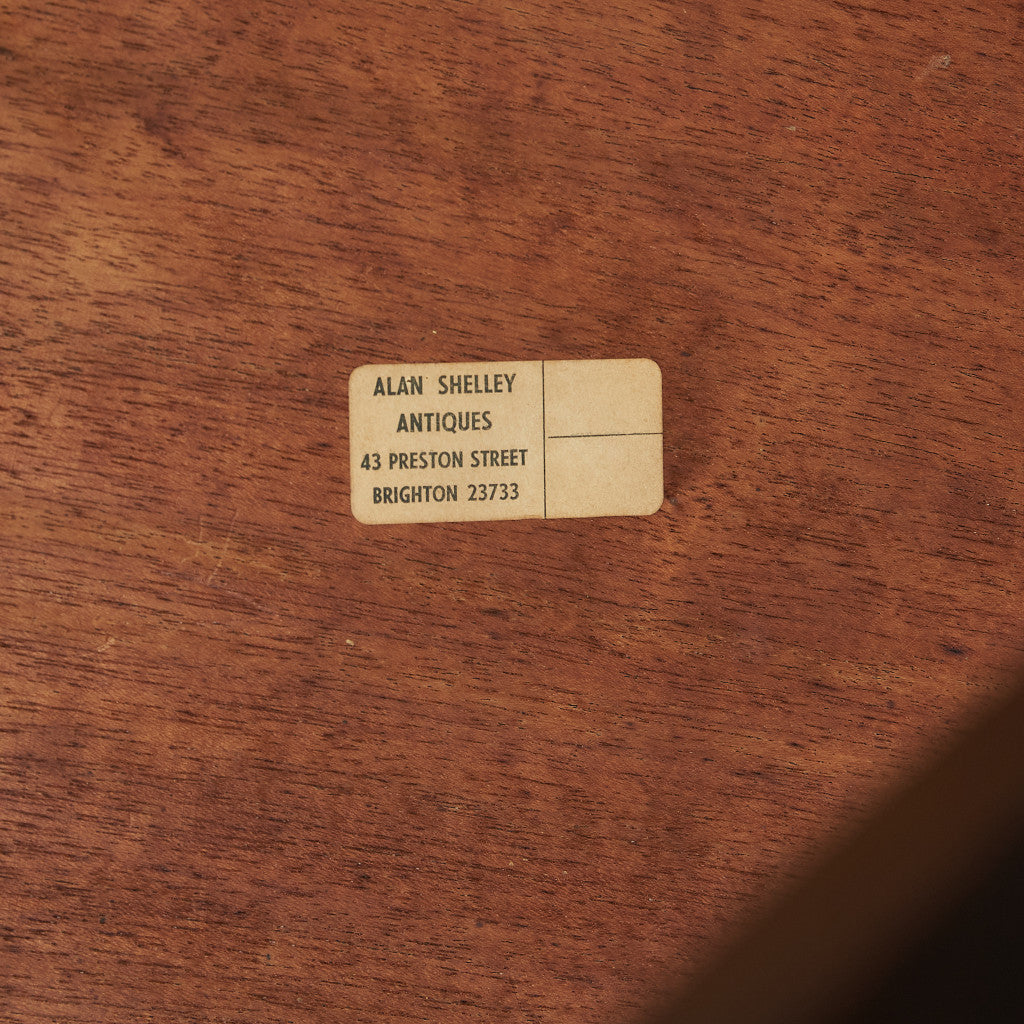 ALAN SHELLEY
ANTIQUES
43 PRESTON STREET
BRIGHTON 23733